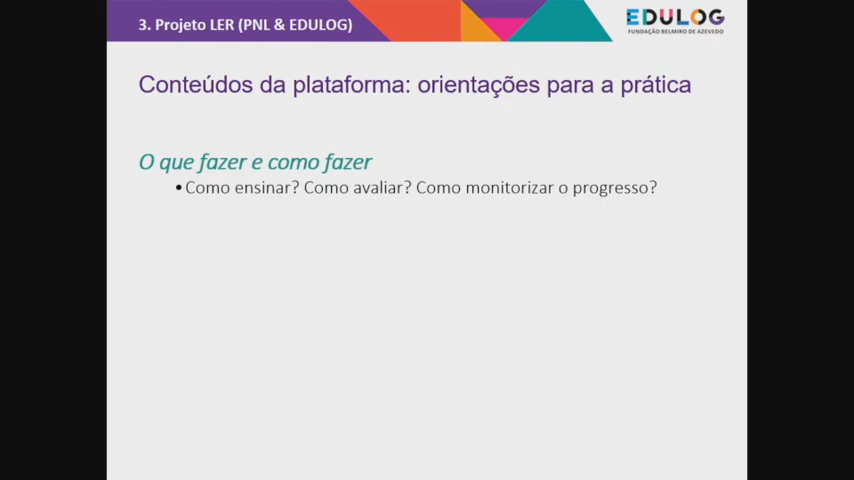 3. Projeto LER (PNL & EDULOG)
EDULOG
FUNDAÇÃO BELMIRO DE AZEVEDO
Conteúdos da plataforma: orientações para a prática
O que fazer e como fazer
• Como ensinar? Como avaliar? Como monitorizar o progresso?